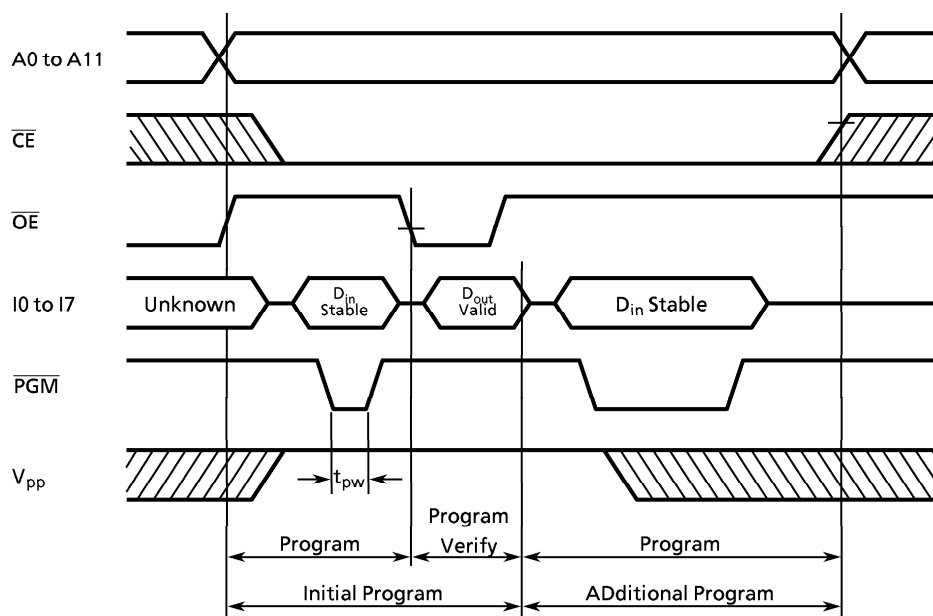 A0 to A11
CE
OE
I0 to I7
Unknown
Din
Stable
Dout
Valid
Din Stable
PGM
Vpp
tpw
Program
Program
Verify
Program
Initial Program
ADditional Program